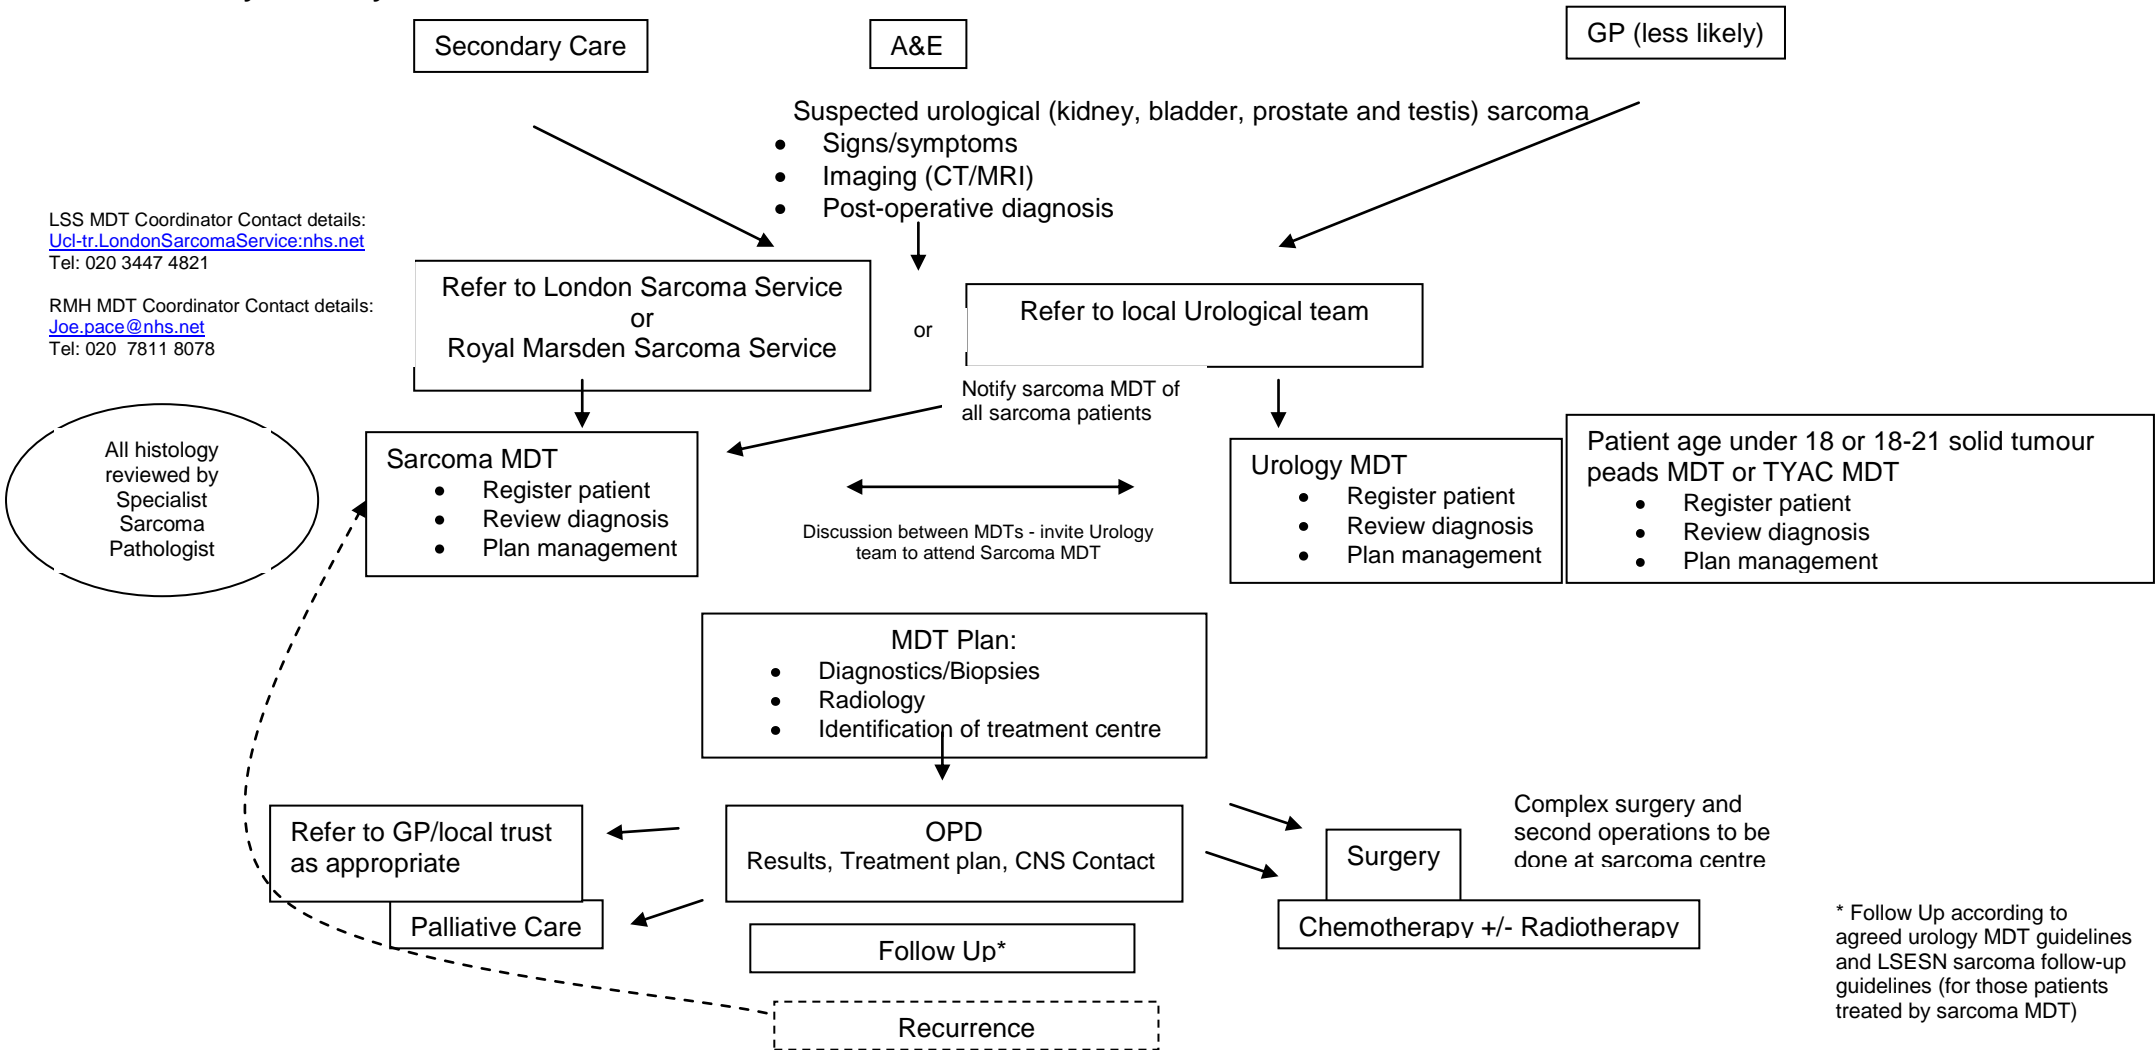 Secondary Care
A&E
GP (less likely)
Suspected urological (kidney, bladder, prostate and testis) sarcoma
• Signs/symptoms
• Imaging (CT/MRI)
• Post-operative diagnosis
LSS MDT Coordinator Contact details:
Ucl-tr.LondonSarcomaService:nhs.net
Tel: 020 3447 4821
RMH MDT Coordinator Contact details:
Joe.pace@nhs.net
Tel: 020 7811 8078
Refer to London Sarcoma Service
or
Royal Marsden Sarcoma Service
or
Refer to local Urological team
Notify sarcoma MDT of
all sarcoma patients
All histology
reviewed by
Specialist
Sarcoma
Pathologist
Sarcoma MDT
• Register patient
• Review diagnosis
• Plan management
Discussion between MDTs - invite Urology
team to attend Sarcoma MDT
Urology MDT
• Register patient
• Review diagnosis
• Plan management
Patient age under 18 or 18-21 solid tumour
peads MDT or TYAC MDT
• Register patient
• Review diagnosis
• Plan management
MDT Plan:
• Diagnostics/Biopsies
• Radiology
• Identification of treatment centre
Refer to GP/local trust
as appropriate
Palliative Care
OPD
Results, Treatment plan, CNS Contact
Follow Up*
Recurrence
Surgery
Chemotherapy +/- Radiotherapy
Complex surgery and
second operations to be
done at sarcoma centre
* Follow Up according to
agreed urology MDT guidelines
and LSESN sarcoma follow-up
guidelines (for those patients
treated by sarcoma MDT)